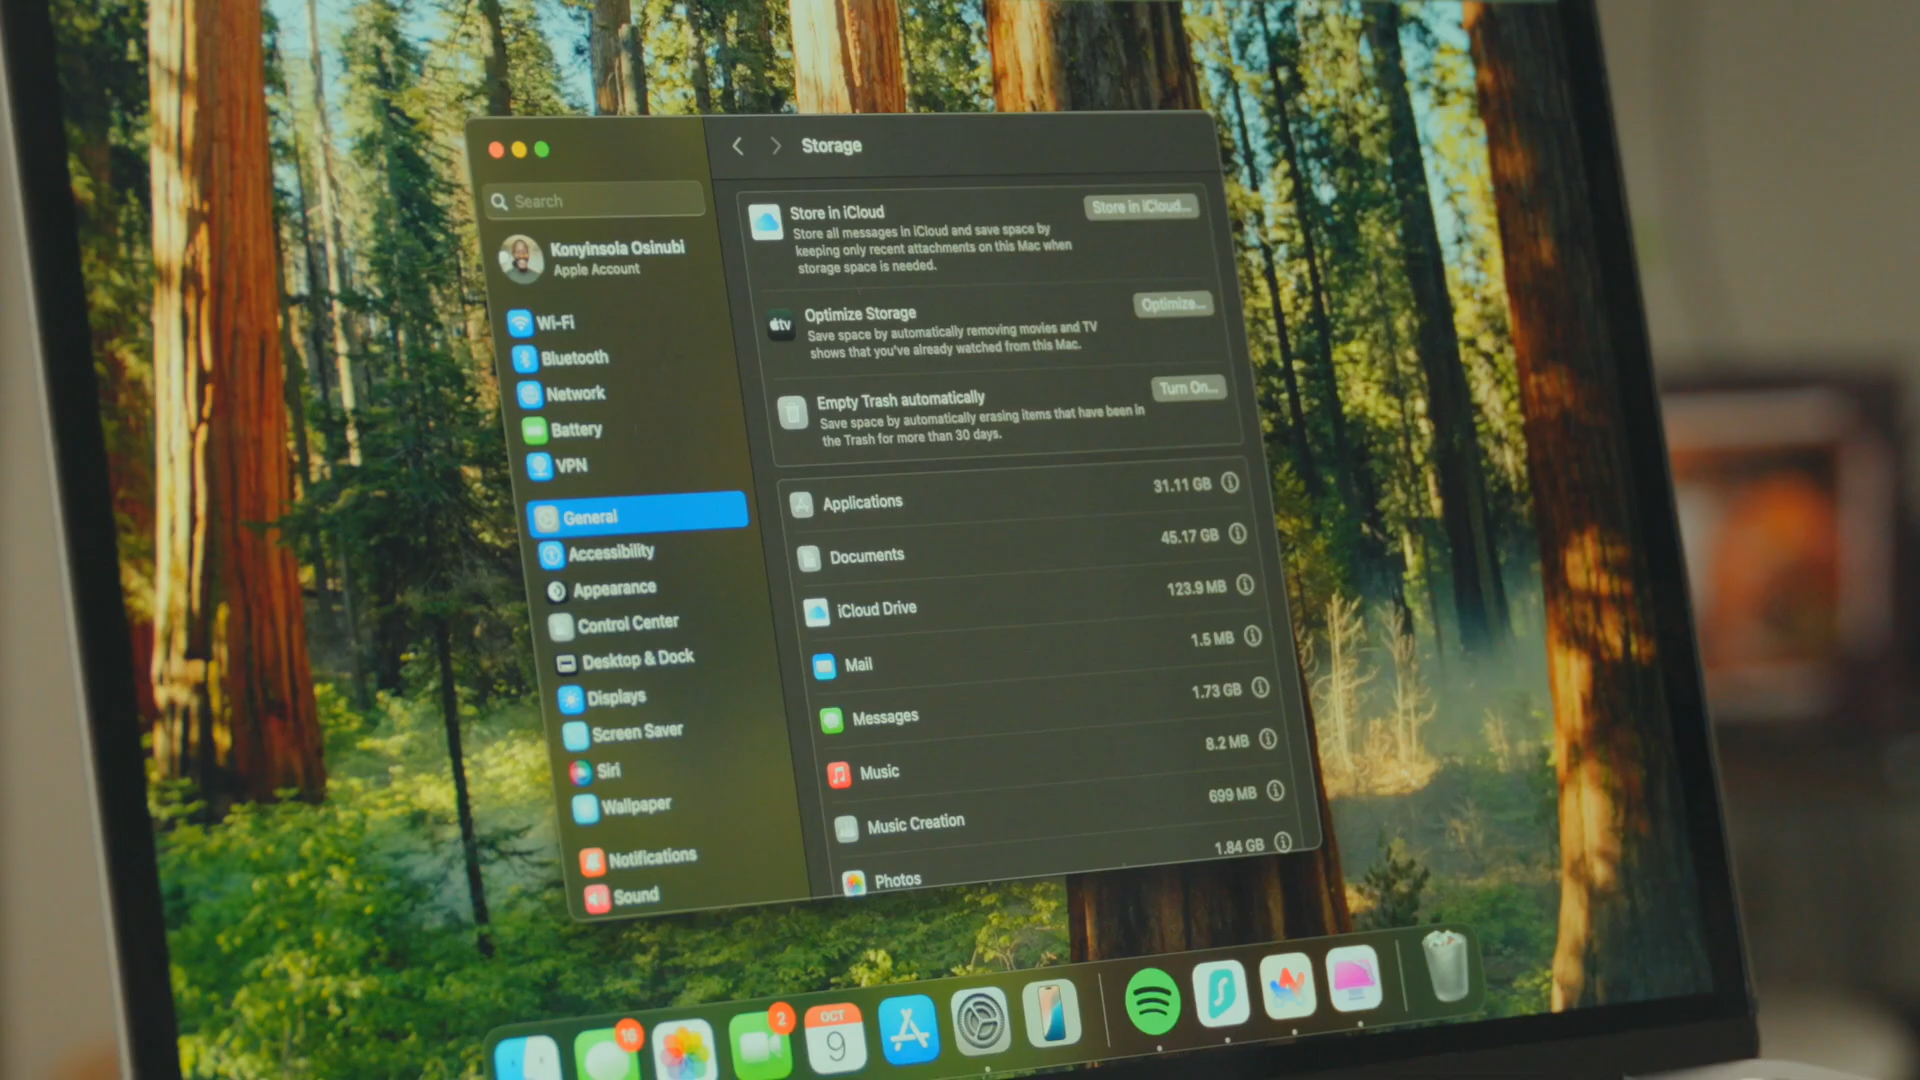 Storage
Search
Konyinsola Osinubi
Apple Account
Wi-Fi
Bluetooth
Network
Battery
VPN
General
Accessibility
Appearance
Control Center
Desktop & Dock
Displays
Screen Saver
Siri
Wallpaper
Notifications
Sound
Store in iCloud
Store in iCloud...
Store all messages in iCloud and save space by
keeping only recent attachments on this Mac when
storage space is needed.
tv
Optimize Storage
Optimize...
Save space by automatically removing movies and TV
shows that you've already watched from this Mac.
Empty Trash automatically
Turn On...
Save space by automatically erasing items that have been in
the Trash for more than 30 days.
Applications 31.11 GB
Documents 45.17 GB
iCloud Drive 123.9 MB
Mail 1.5 MB
Messages 1.73 GB
Music 8.2 MB
Music Creation 699 MB
Photos 1.84 GB
16
2
OCT
9